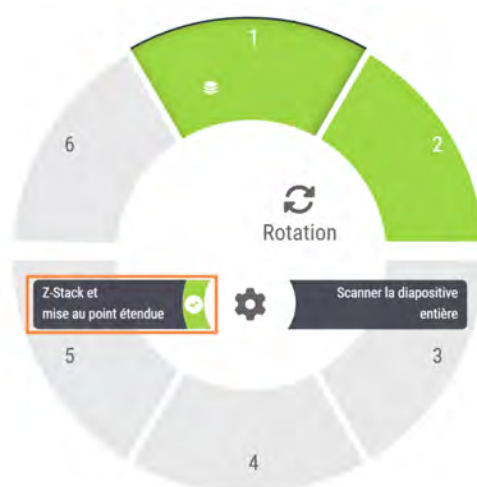 1
6
2
Rotation
Z-Stack et
mise au point étendue
Scanner la diapositive
entière
5
3
4